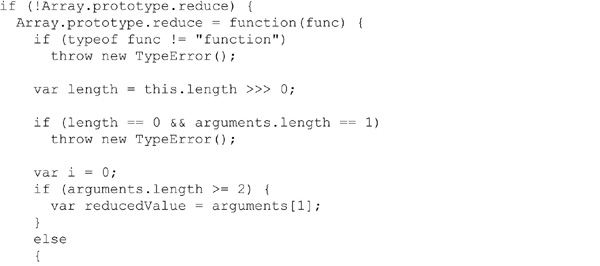 if (!Array.prototype.reduce) {
  Array.prototype.reduce = function(func) {
    if (typeof func != "function")
      throw new TypeError();

    var length = this.length >>> 0;

    if (length == 0 && arguments.length == 1)
      throw new TypeError();

    var i = 0;
    if (arguments.length >= 2) {
      var reducedValue = arguments[1];
    }
    else
    {